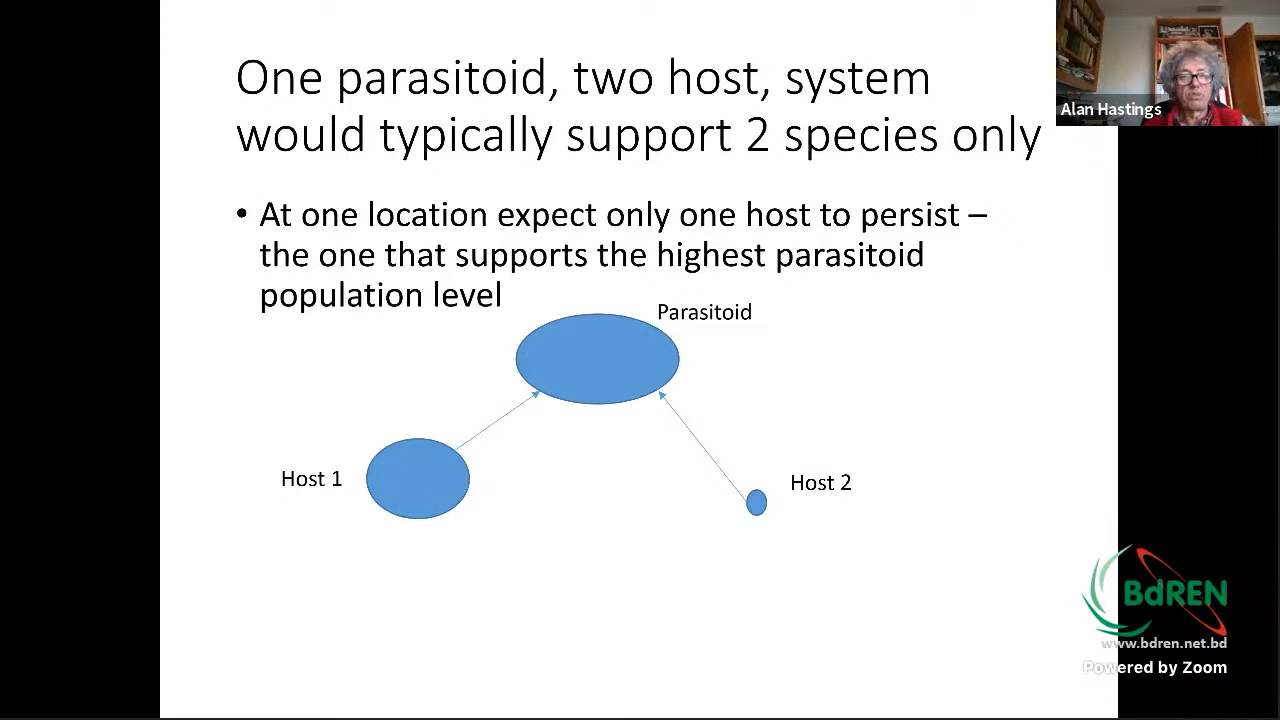 One parasitoid, two host, system
would typically support 2 species only
Alan Hastings
• At one location expect only one host to persist –
the one that supports the highest parasitoid
population level
Parasitoid
Host 1
Host 2
BdREN
www.bdren.net.bd
Powered by Zoom